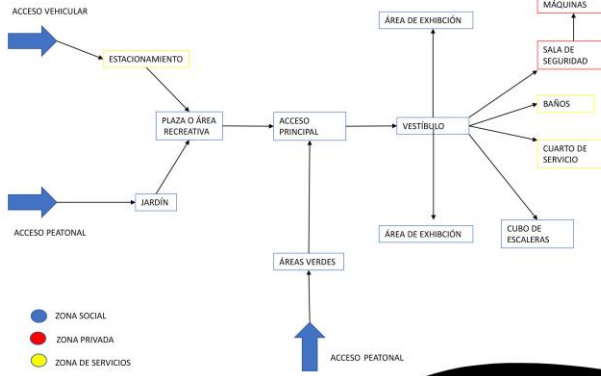 ACCESO VEHICULAR
ÁREA DE EXHIBCIÓN
MÁQUINAS
ESTACIONAMIENTO
SALA DE
SEGURIDAD
BAÑOS
PLAZA O ÁREA
RECREATIVA
ACCESO
PRINCIPAL
VESTÍBULO
CUARTO DE
SERVICIO
JARDÍN
ACCESO PEATONAL
ÁREA DE EXHIBCIÓN
CUBO DE
ESCALERAS
ÁREAS VERDES
ZONA SOCIAL
ZONA PRIVADA
ZONA DE SERVICIOS
ACCESO PEATONAL